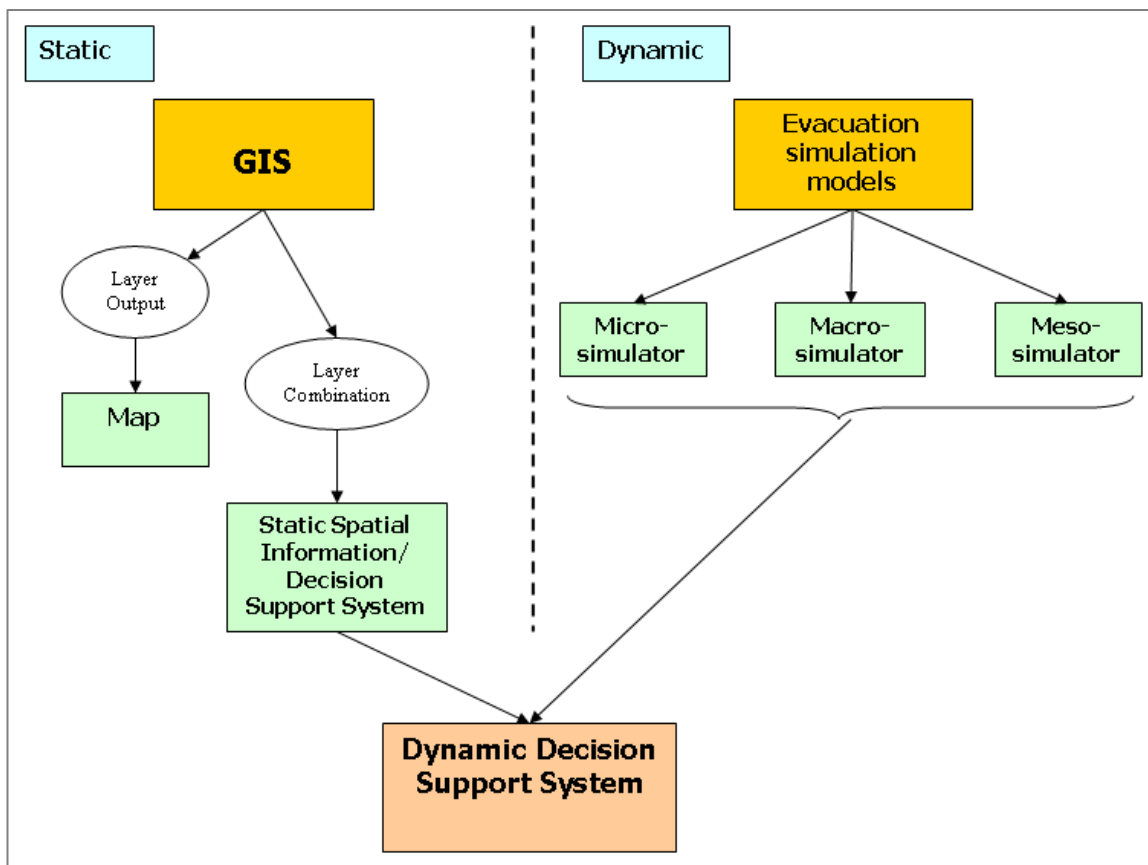 Static
Dynamic
GIS
Evacuation
simulation
models
Layer
Output
Layer
Combination
Map
Static Spatial
Information/
Decision
Support System
Micro-
simulator
Macro-
simulator
Meso-
simulator
Dynamic Decision
Support System